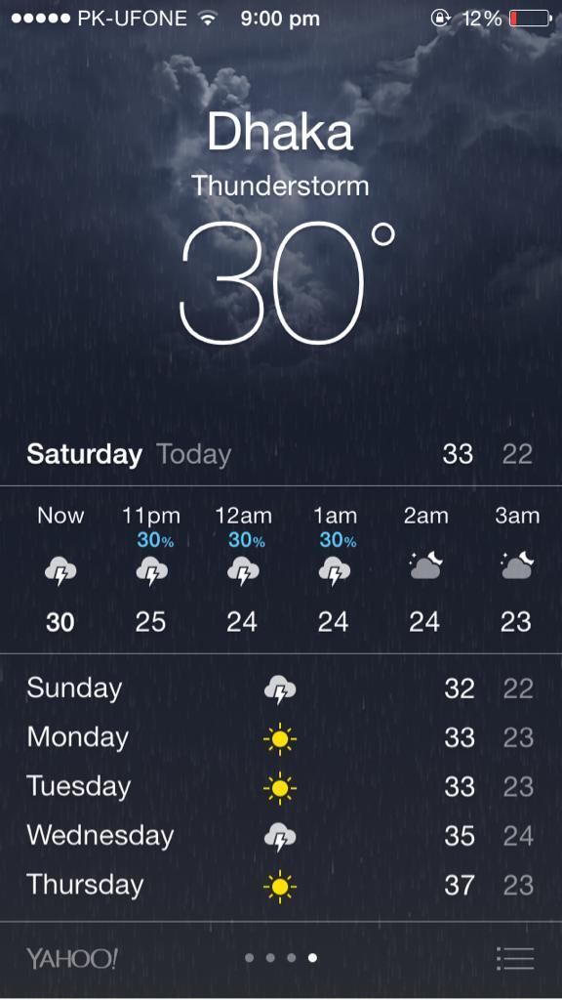 PK-UFONE 9:00 pm 12%
Dhaka
Thunderstorm
30°
Saturday Today 33 22
Now 11pm 12am 1am 2am 3am
30% 30% 30%
30 25 24 24 24 23
Sunday 32 22
Monday 33 23
Tuesday 33 23
Wednesday 35 24
Thursday 37 23
YAHOO!